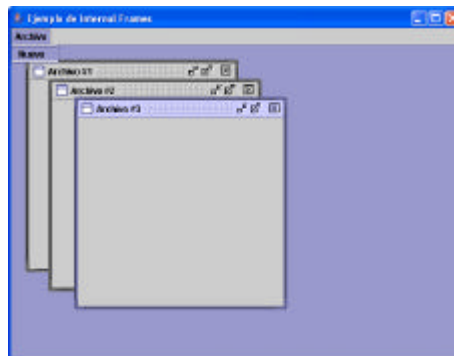 Ejemplo de Internal Frames
Archivo
Nuevo
Archivo #1
Archivo #2
Archivo #3